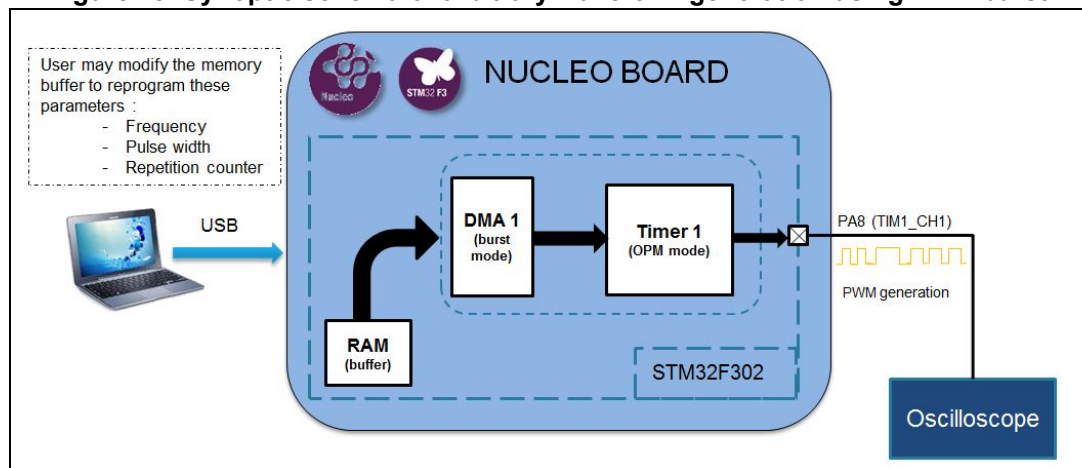 User may modify the memory
buffer to reprogram these
parameters :
- Frequency
- Pulse width
- Repetition counter
Nucleo
STM32 F3
NUCLEO BOARD
USB
DMA 1
(burst
mode)
Timer 1
(OPM mode)
RAM
(buffer)
STM32F302
PA8 (TIM1_CH1)
PWM generation
Oscilloscope